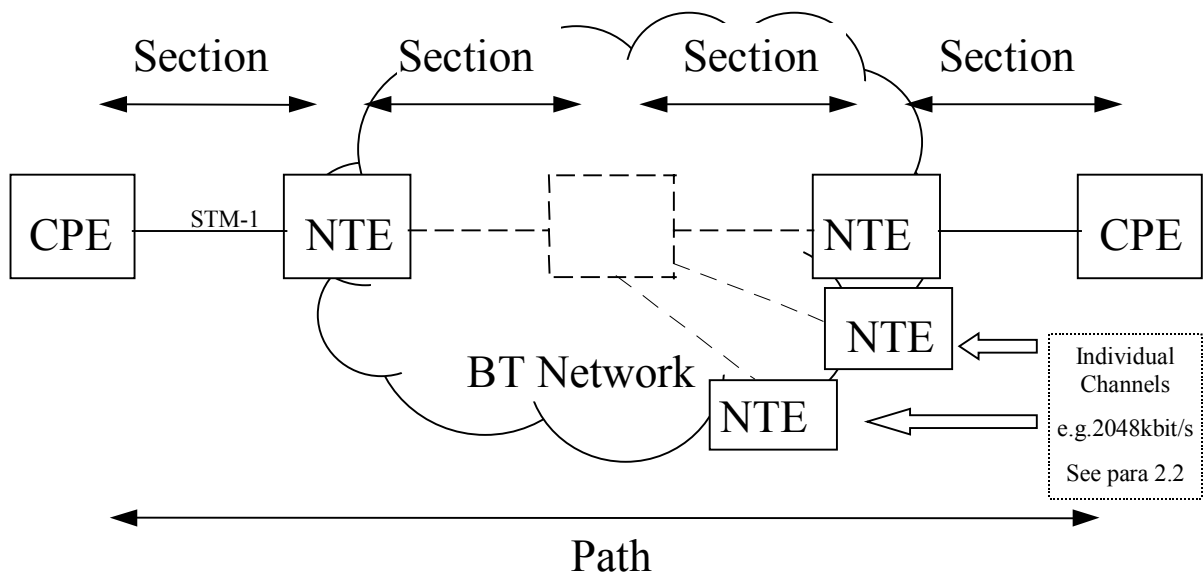 Section
Section
Section
Section
CPE
STM-1
NTE
NTE
CPE
NTE
Individual
Channels
e.g.2048kbit/s
See para 2.2
BT Network
NTE
Path